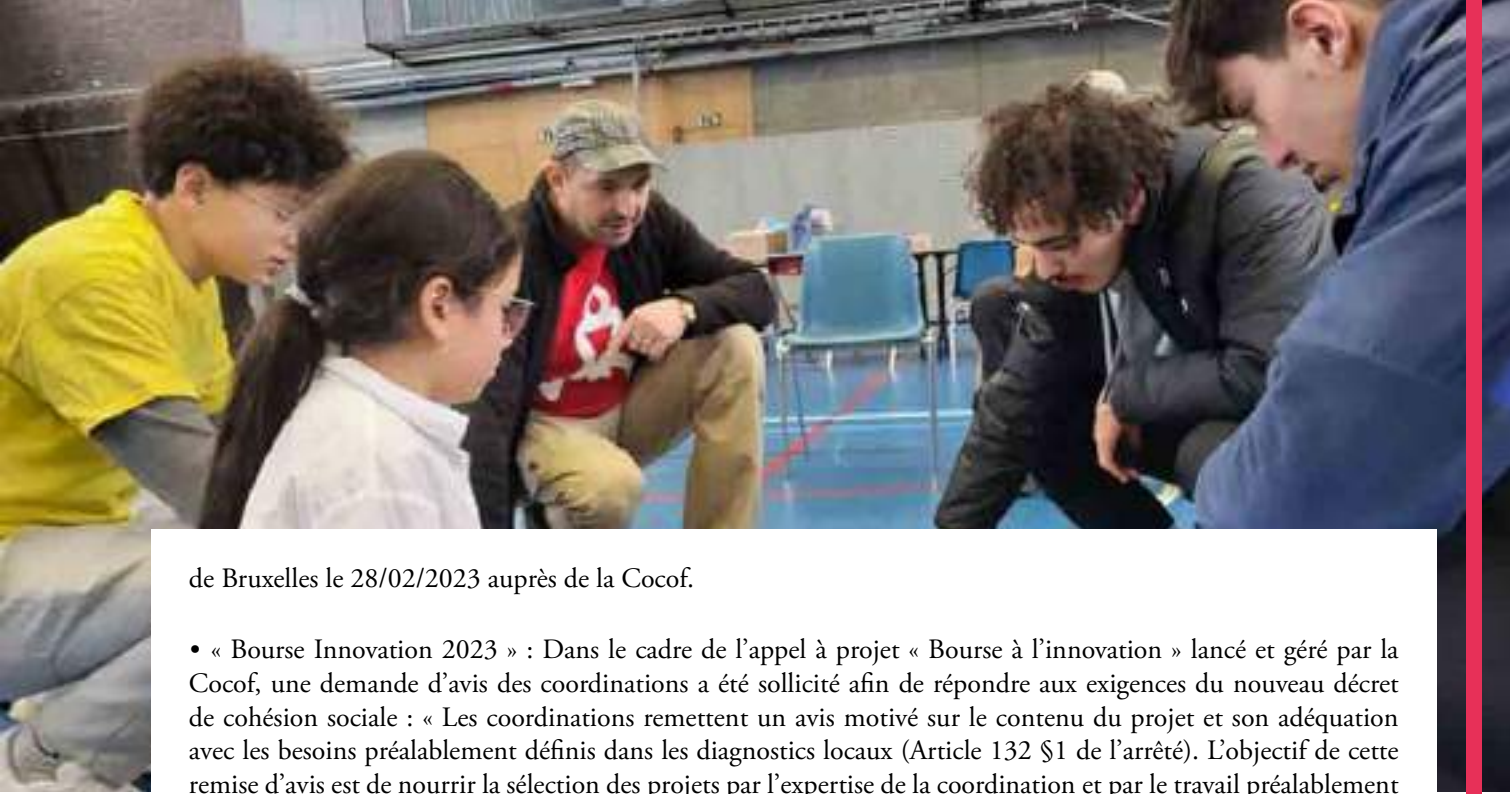 de Bruxelles le 28/02/2023 auprès de la Cocof.
• « Bourse Innovation 2023 » : Dans le cadre de l’appel à projet « Bourse à l’innovation » lancé et géré par la
Cocof, une demande d’avis des coordinations a été sollicité afin de répondre aux exigences du nouveau décret
de cohésion sociale : « Les coordinations remettent un avis motivé sur le contenu du projet et son adéquation
avec les besoins préalablement définis dans les diagnostics locaux (Article 132 §1 de l’arrêté). L’objectif de cette
remise d’avis est de nourrir la sélection des projets par l’expertise de la coordination et par le travail préalablement